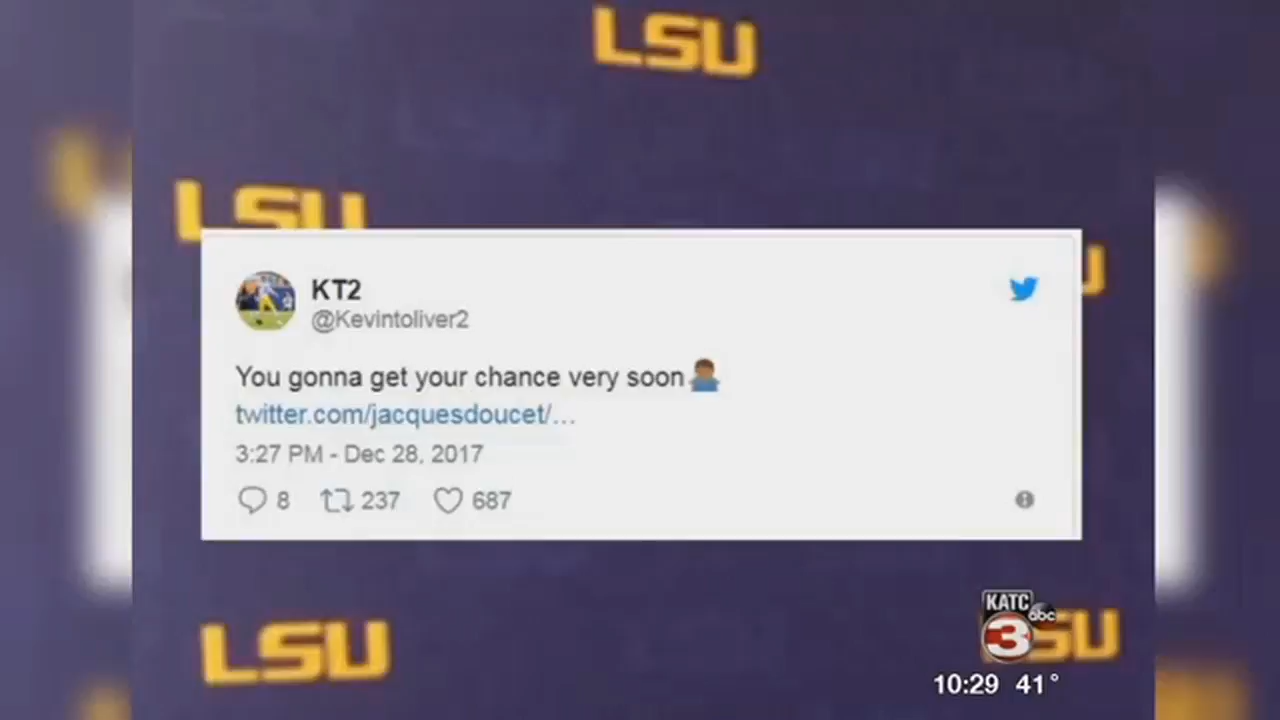 LSU
LSU
KT2
@Kevintoliver2
You gonna get your chance very soon🤷🏾‍♂️
twitter.com/jacquesdoucet/...
3:27 PM - Dec 28, 2017
8 237 687
LSU
KATC
abc
3
SU
10:29 41°